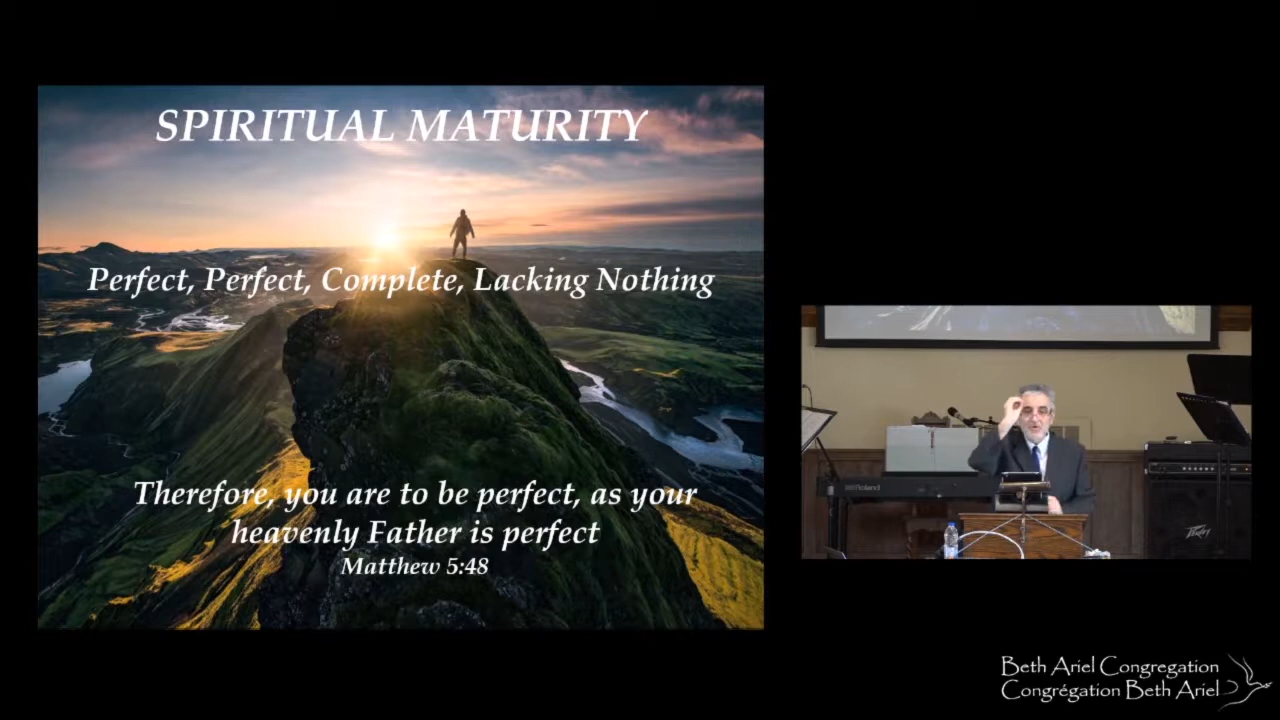 SPIRITUAL MATURITY
Perfect, Perfect, Complete, Lacking Nothing
Therefore, you are to be perfect, as your
heavenly Father is perfect
Matthew 5:48
Roland
Peavey
Beth Ariel Congregation
Congrégation Beth Ariel